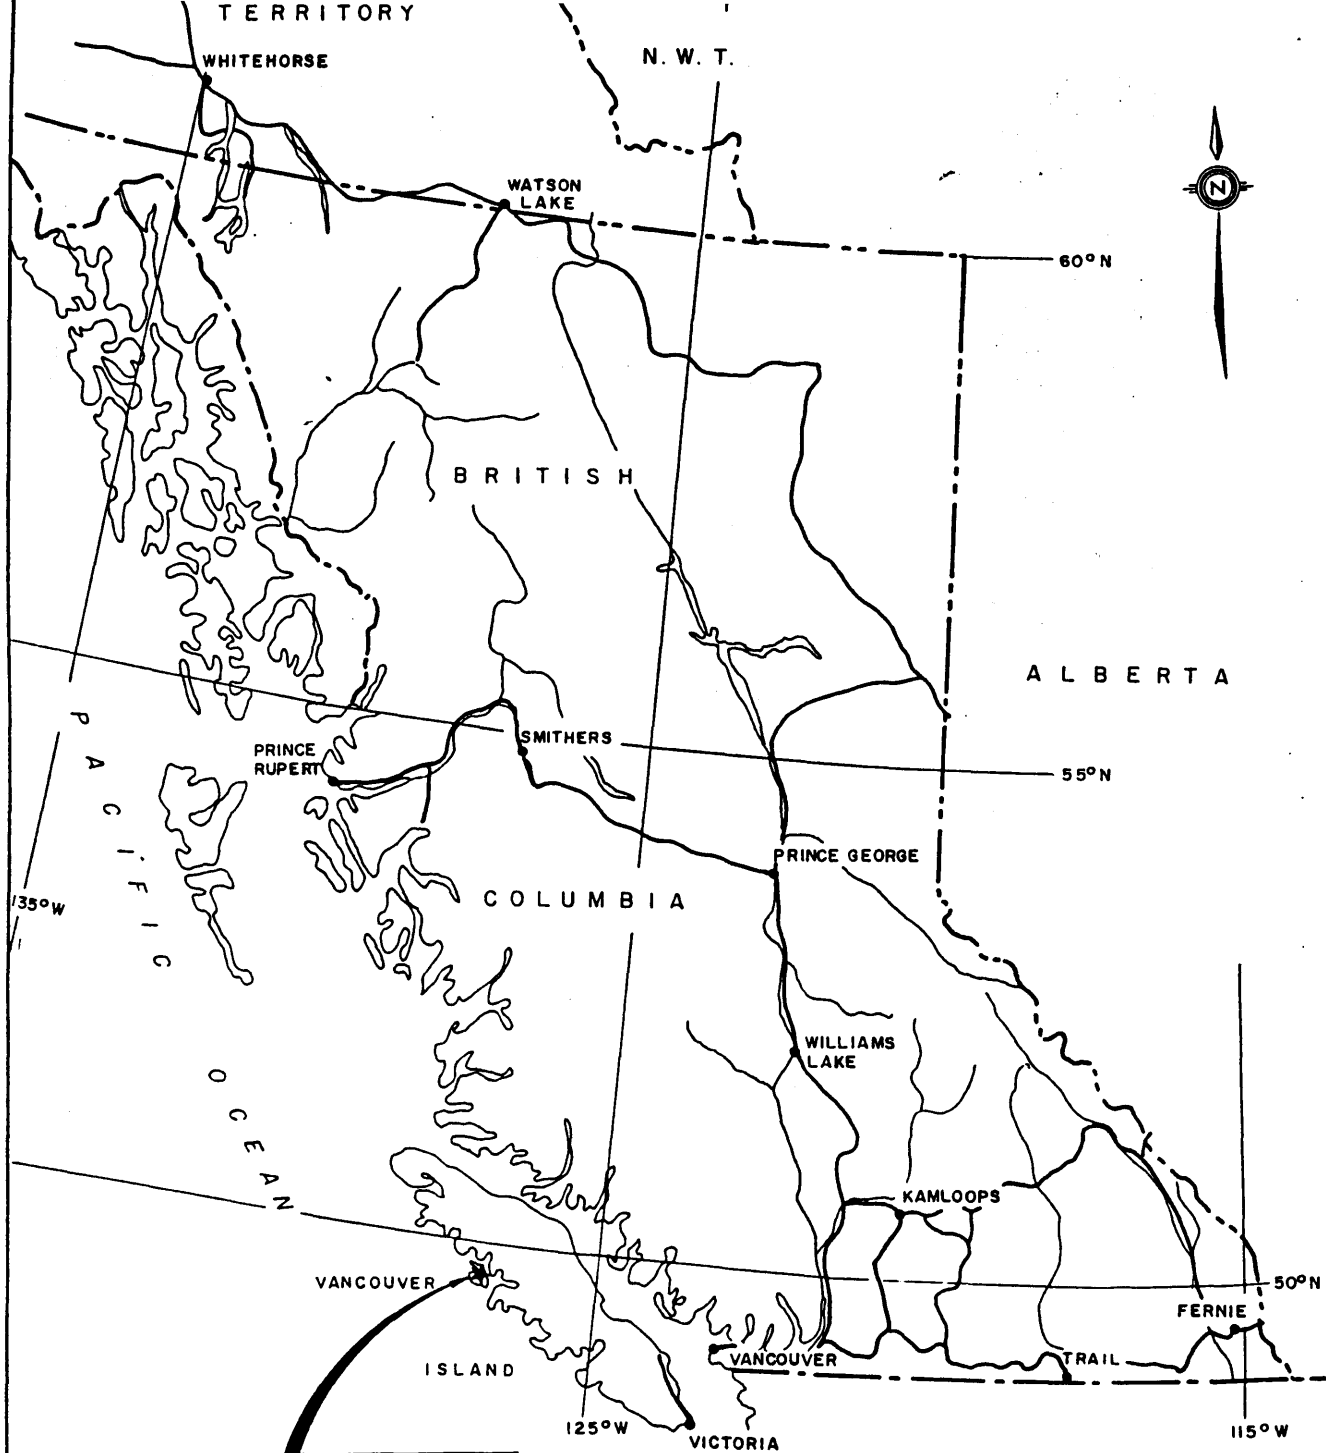 TERRITORY
N. W. T.
WHITEHORSE
WATSON
LAKE
N
60°N
BRITISH
ALBERTA
PACIFIC
SMITHERS
PRINCE
RUPERT
55°N
PRINCE GEORGE
COLUMBIA
135°W
WILLIAMS
LAKE
OCEAN
KAMLOOPS
VANCOUVER
50°N
FERNIE
ISLAND
VANCOUVER
TRAIL
125°W
115°W
VICTORIA